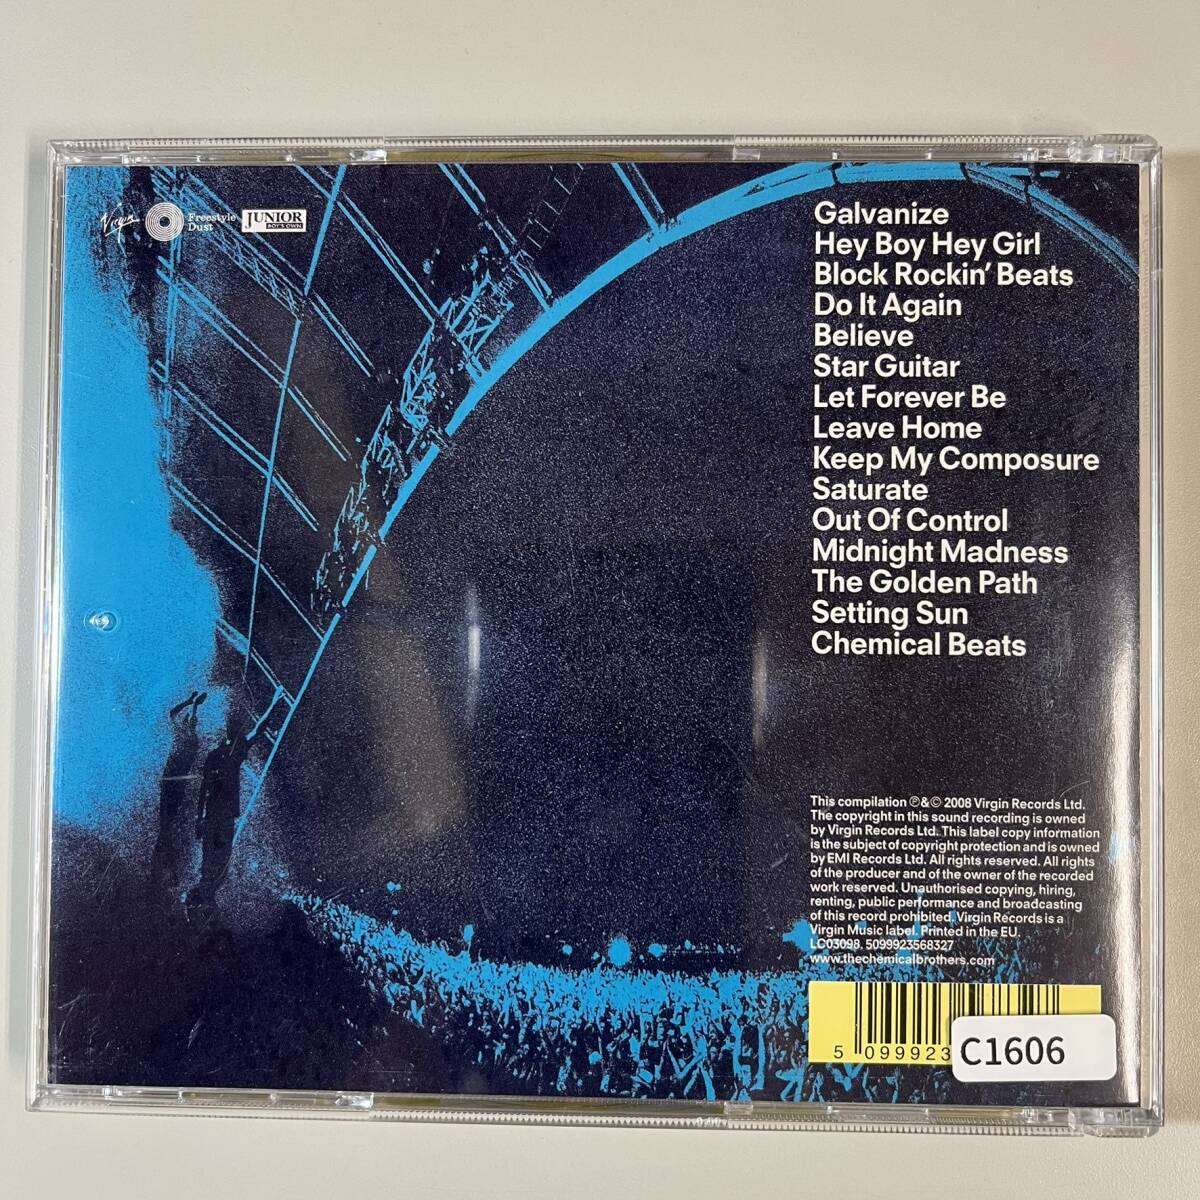 Virgin
Freestyle
Dust
JUNIOR
BOY'S OWN
Galvanize
Hey Boy Hey Girl
Block Rockin' Beats
Do It Again
Believe
Star Guitar
Let Forever Be
Leave Home
Keep My Composure
Saturate
Out Of Control
Midnight Madness
The Golden Path
Setting Sun
Chemical Beats
This compilation ℗&© 2008 Virgin Records Ltd.
The copyright in this sound recording is owned
by Virgin Records Ltd. This label copy information
is the subject of copyright protection and is owned
by EMI Records Ltd. All rights reserved. All rights
of the producer and of the owner of the recorded
work reserved. Unauthorised copying, hiring,
renting, public performance and broadcasting
of this record prohibited. Virgin Records is a
Virgin Music label. Printed in the EU.
LC03098. 5099923568327
www.thechemicalbrothers.com
5 099923
C1606